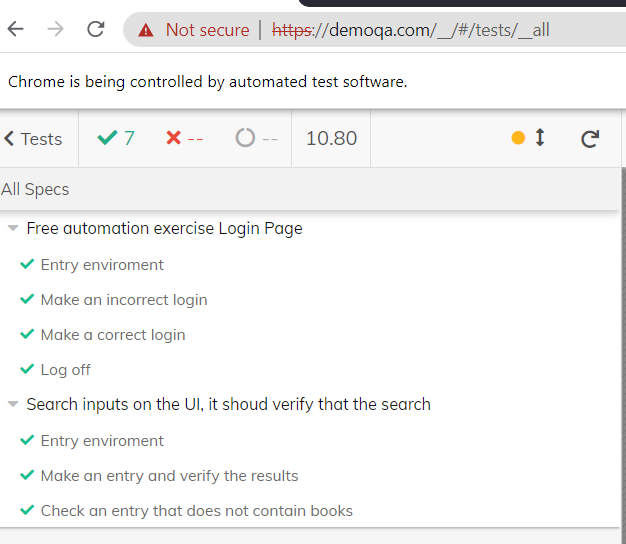 Not secure | https://demoqa.com/__/#/tests/__all
Chrome is being controlled by automated test software.
Tests 7 -- -- 10.80
All Specs
Free automation exercise Login Page
Entry enviroment
Make an incorrect login
Make a correct login
Log off
Search inputs on the UI, it shoud verify that the search
Entry enviroment
Make an entry and verify the results
Check an entry that does not contain books